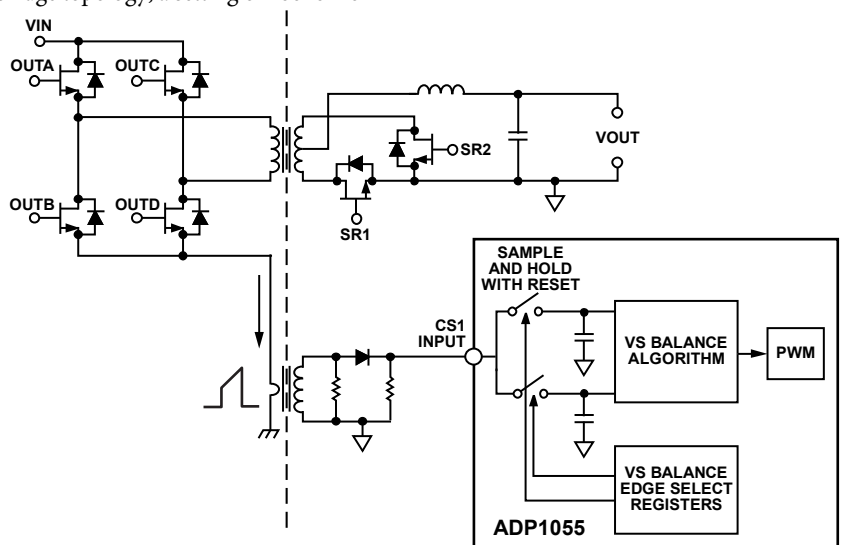 VIN
OUTA
OUTC
VOUT
SR2
OUTB
OUTD
SR1
SAMPLE
AND HOLD
WITH RESET
CS1
INPUT
VS BALANCE
ALGORITHM
PWM
VS BALANCE
EDGE SELECT
REGISTERS
ADP1055